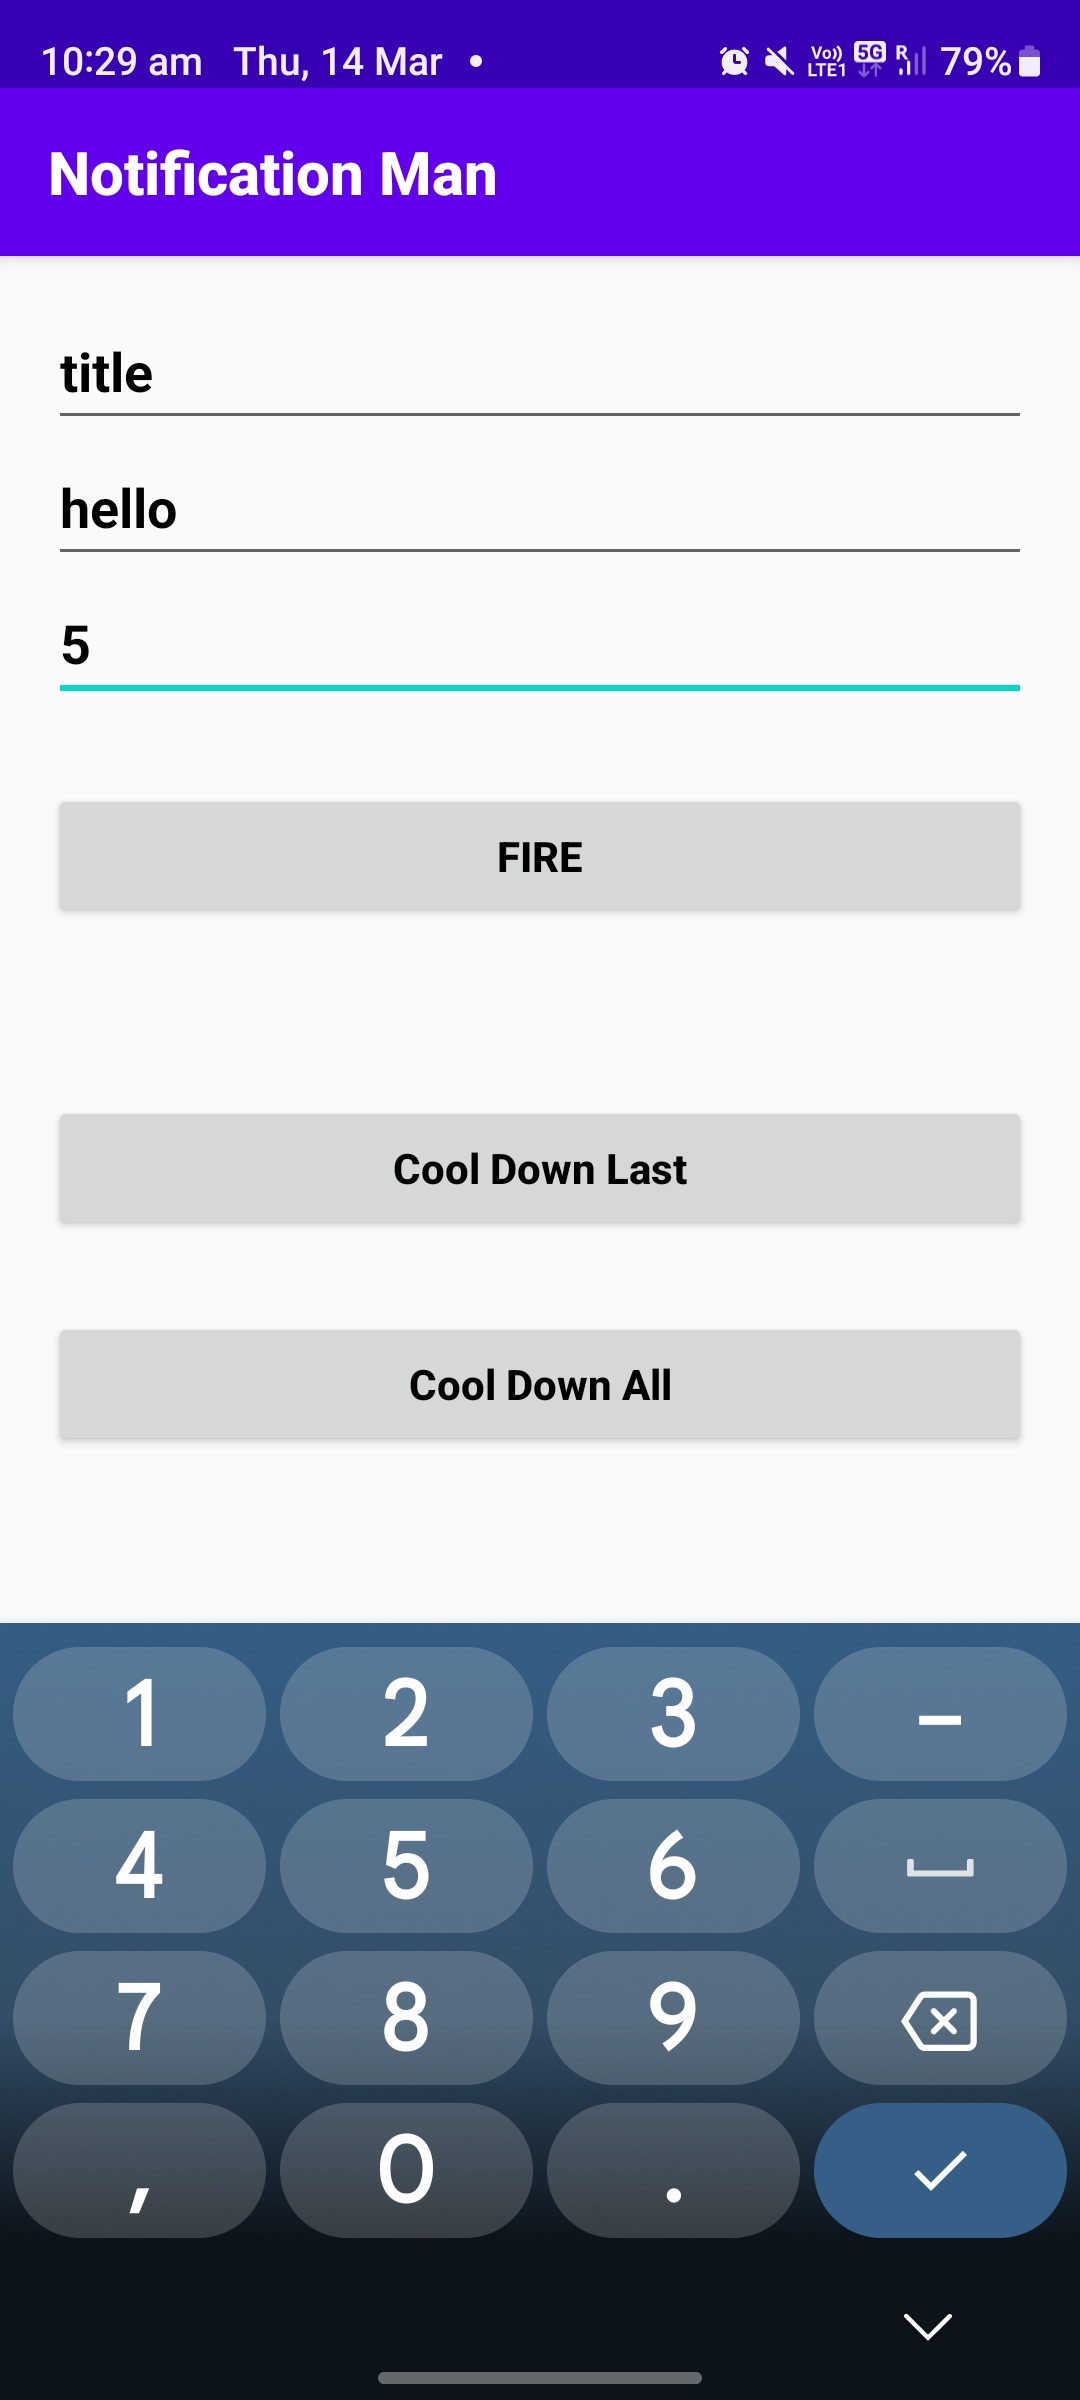 10:29 am Thu, 14 Mar • Vo)) LTE1 5G R 79%
Notification Man
title
hello
5
FIRE
Cool Down Last
Cool Down All
1 2 3 -
4 5 6
7 8 9
, 0 .